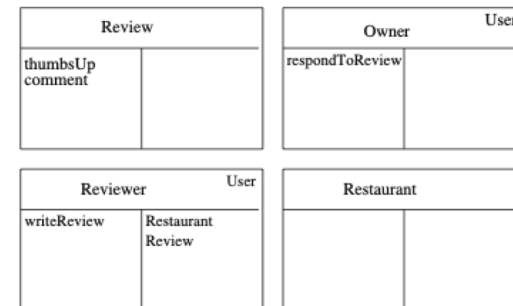 Review
thumbsUp
comment
Owner
User
respondToReview
Reviewer
User
writeReview
Restaurant
Review
Restaurant